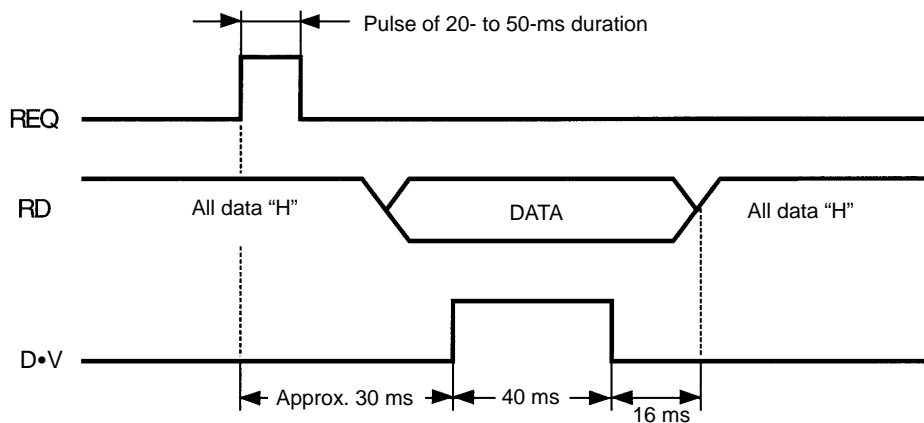 Pulse of 20- to 50-ms duration
REQ
RD
All data “H”
DATA
All data “H”
D•V
Approx. 30 ms
40 ms
16 ms